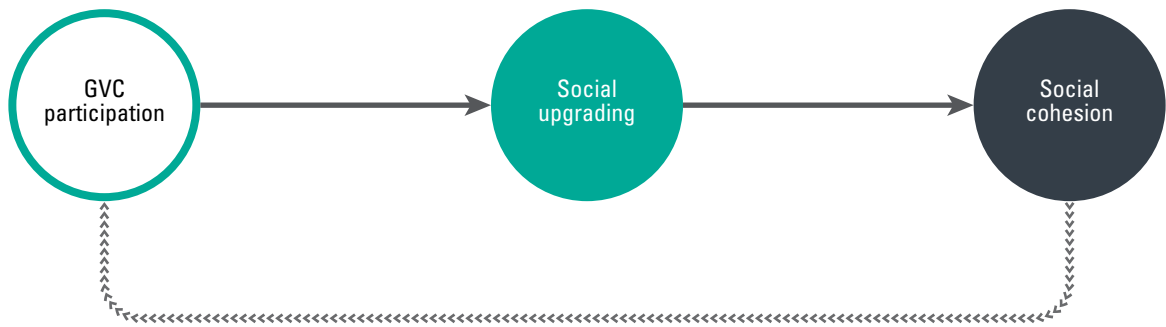 GVC
participation
Social
upgrading
Social
cohesion